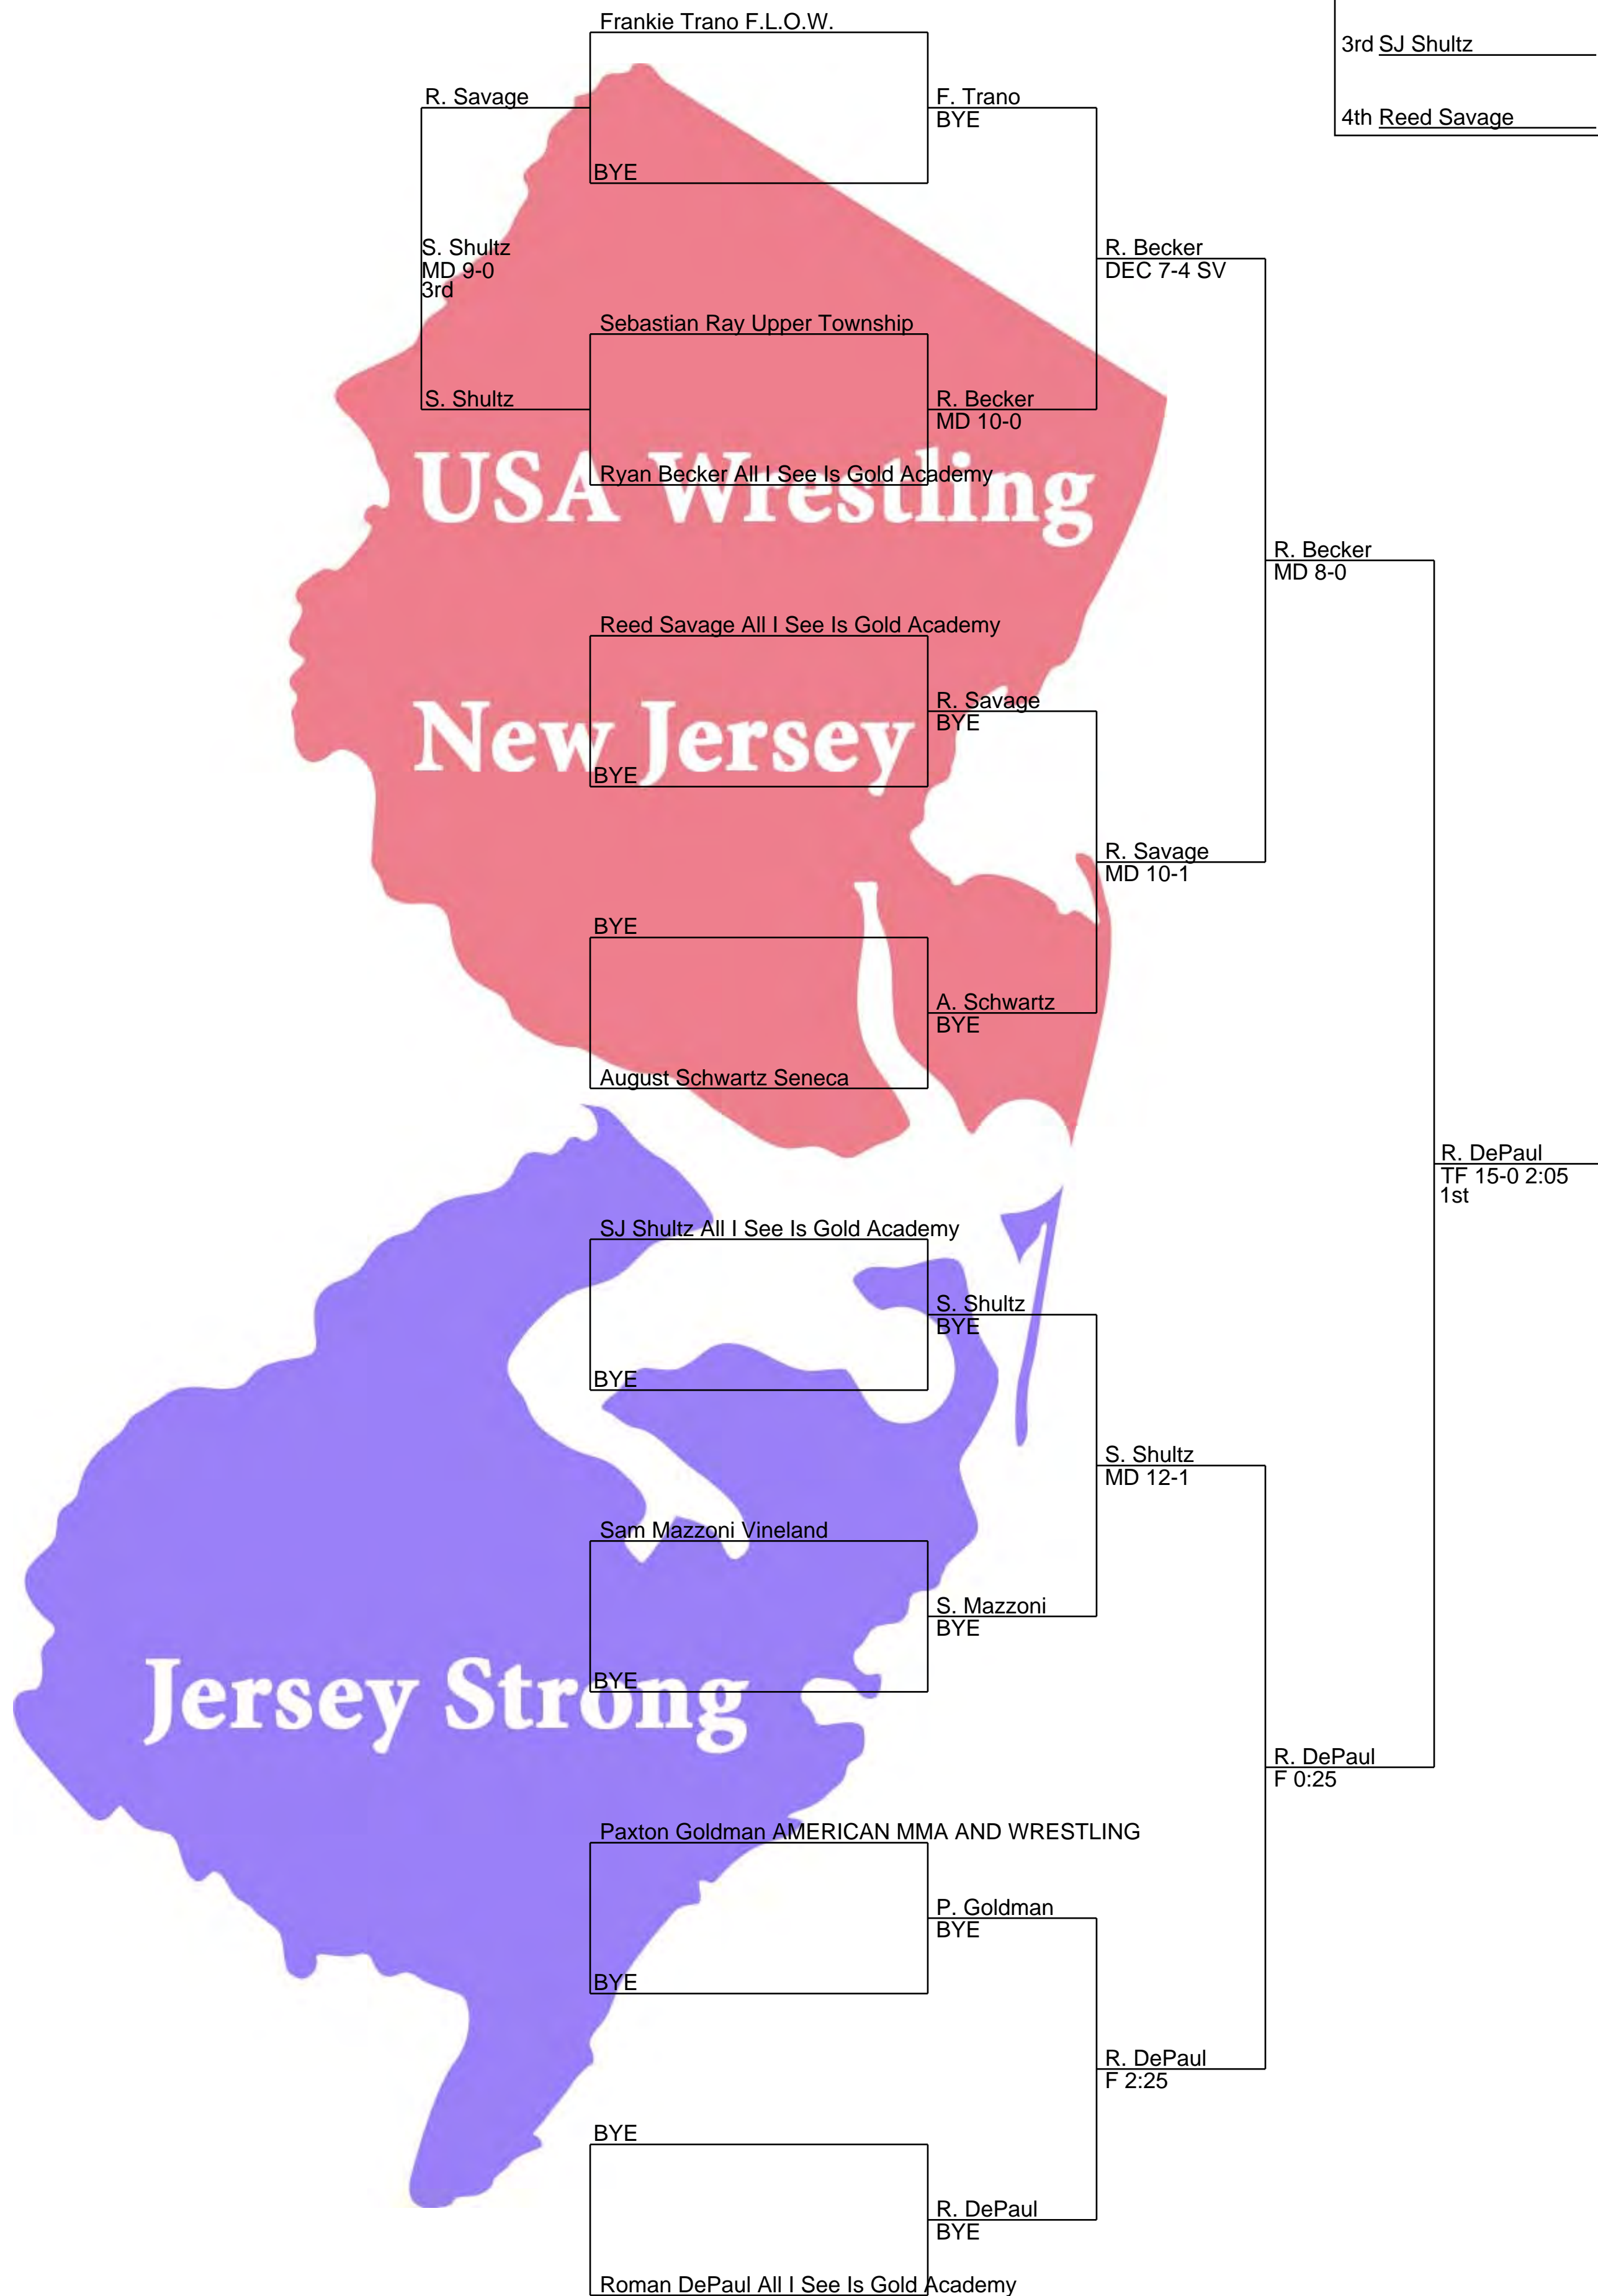 Frankie Trano F.L.O.W.
3rd SJ Shultz
R. Savage
F. Trano
BYE
4th Reed Savage
BYE
S. Shultz
MD 9-0
3rd
R. Becker
DEC 7-4 SV
Sebastian Ray Upper Township
S. Shultz
R. Becker
MD 10-0
USA Wrestling
Ryan Becker All I See Is Gold Academy
R. Becker
MD 8-0
Reed Savage All I See Is Gold Academy
R. Savage
BYE
New Jersey
BYE
R. Savage
MD 10-1
BYE
A. Schwartz
BYE
August Schwartz Seneca
R. DePaul
TF 15-0 2:05
1st
SJ Shultz All I See Is Gold Academy
S. Shultz
BYE
BYE
S. Shultz
MD 12-1
Sam Mazzoni Vineland
S. Mazzoni
BYE
BYE
Jersey Strong
R. DePaul
F 0:25
Paxton Goldman AMERICAN MMA AND WRESTLING
P. Goldman
BYE
BYE
R. DePaul
F 2:25
BYE
R. DePaul
BYE
Roman DePaul All I See Is Gold Academy